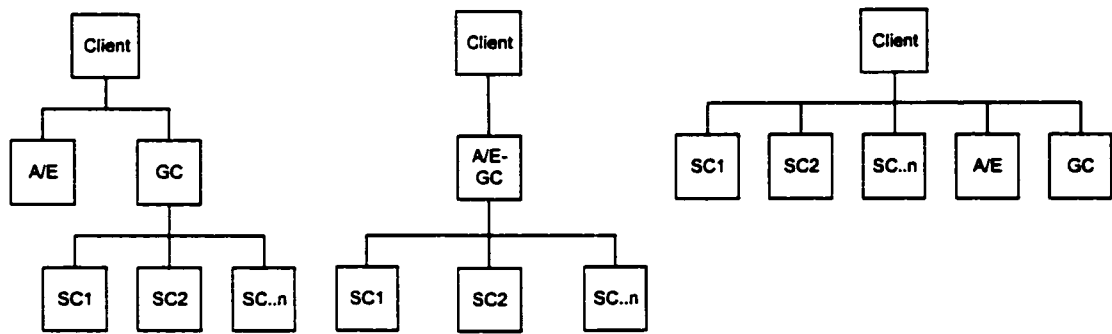 Client
A/E
GC
SC1
SC2
SC..n
Client
A/E-
GC
SC1
SC2
SC..n
Client
SC1
SC2
SC..n
A/E
GC